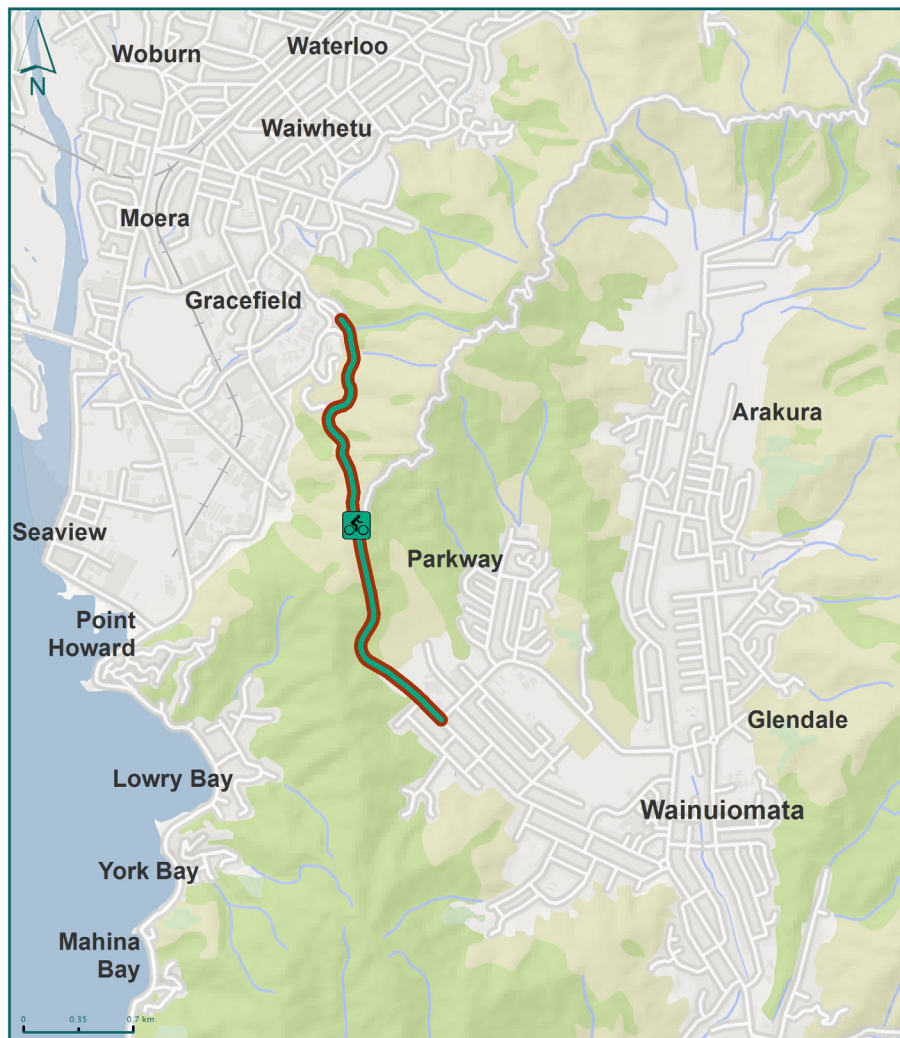 Woburn
Waterloo
N
Waiwhetu
Moera
Gracefield
Arakura
Seaview
Parkway
Point
Howard
Glendale
Lowry Bay
Wainuiomata
York Bay
Mahina
Bay
0 0.35 0.7 km